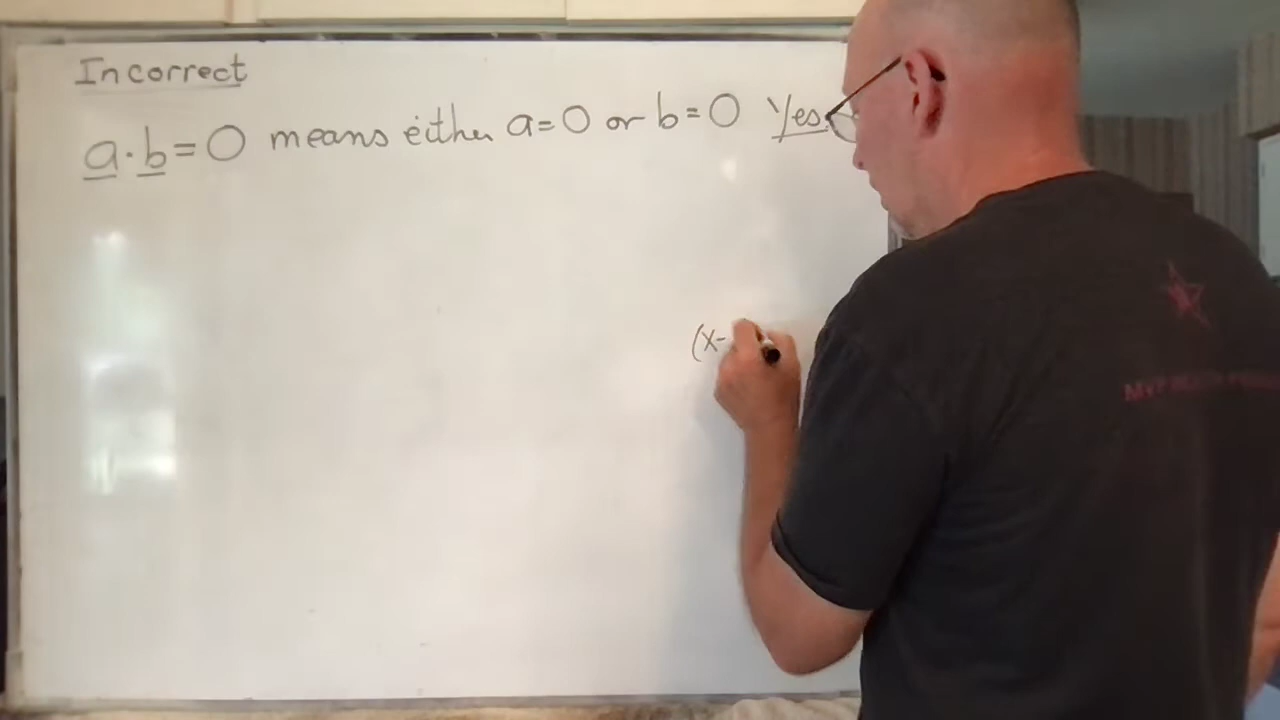 Incorrect
a·b=0 means either a=0 or b=0 Yes
(x-